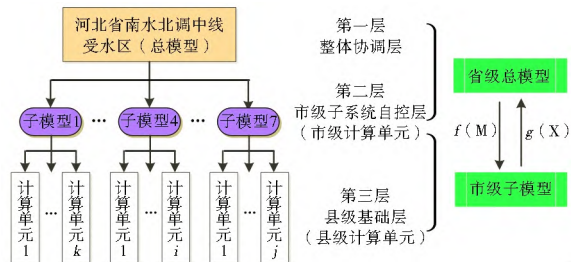 河北省南水北调中线
受水区（总模型）
子模型1
···
子模型4
···
子模型7
计算单元1
···
计算单元k
计算单元1
···
计算单元i
计算单元1
···
计算单元j
第一层
整体协调层
第二层
市级子系统自控层
（市级计算单元）
第三层
县级基础层
（县级计算单元）
省级总模型
f（M）
g（X）
市级子模型